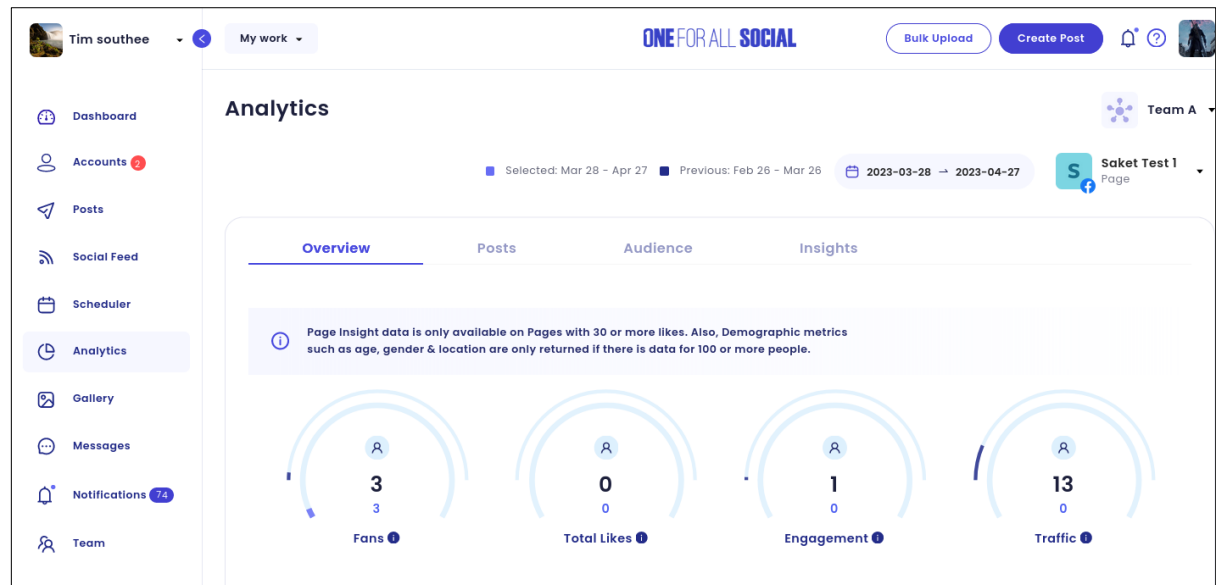 Tim southee
My work
ONE FOR ALL SOCIAL
Bulk Upload
Create Post
Dashboard
Accounts 2
Posts
Social Feed
Scheduler
Analytics
Gallery
Messages
Notifications 74
Team
Analytics
Team A
Selected: Mar 28 - Apr 27
Previous: Feb 26 - Mar 26
2023-03-28 → 2023-04-27
S
Saket Test 1
Page
Overview
Posts
Audience
Insights
Page Insight data is only available on Pages with 30 or more likes. Also, Demographic metrics
such as age, gender & location are only returned if there is data for 100 or more people.
3
3
Fans
0
0
Total Likes
1
0
Engagement
13
0
Traffic